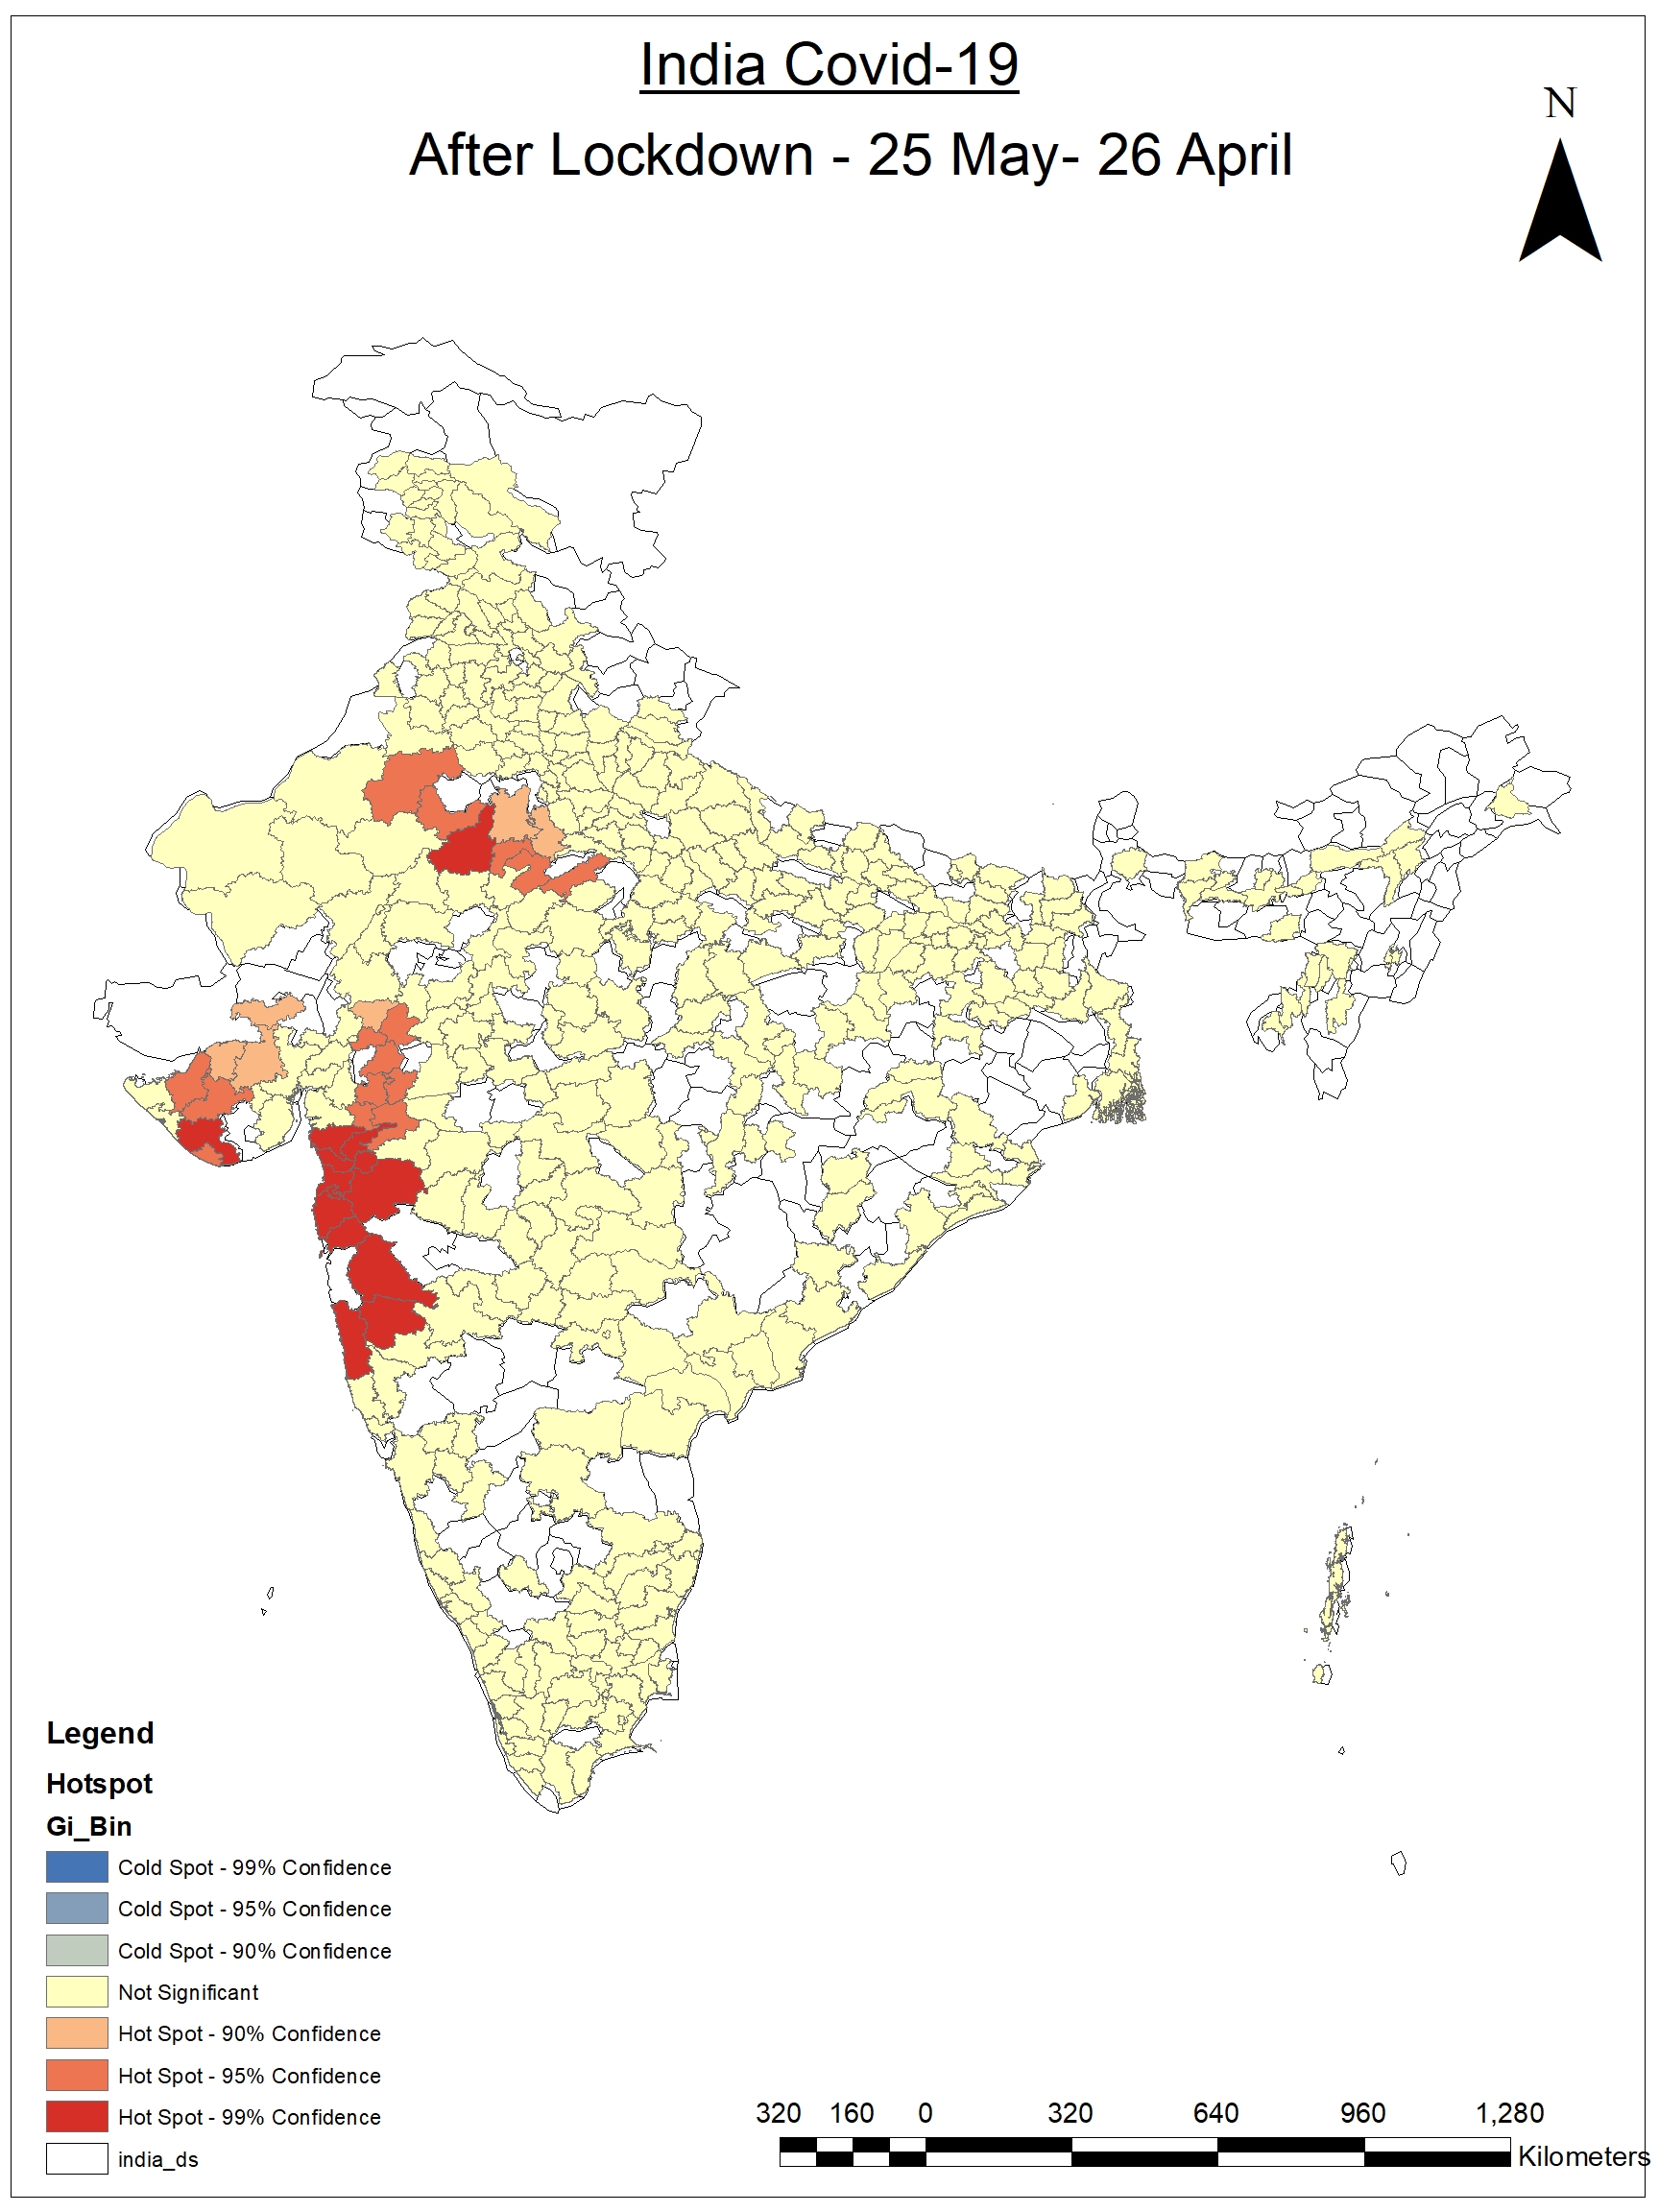 India Covid-19
After Lockdown - 25 May- 26 April
N
Legend
Hotspot
Gi_Bin
Cold Spot - 99% Confidence
Cold Spot - 95% Confidence
Cold Spot - 90% Confidence
Not Significant
Hot Spot - 90% Confidence
Hot Spot - 95% Confidence
Hot Spot - 99% Confidence
india_ds
320 160 0 320 640 960 1,280
Kilometers